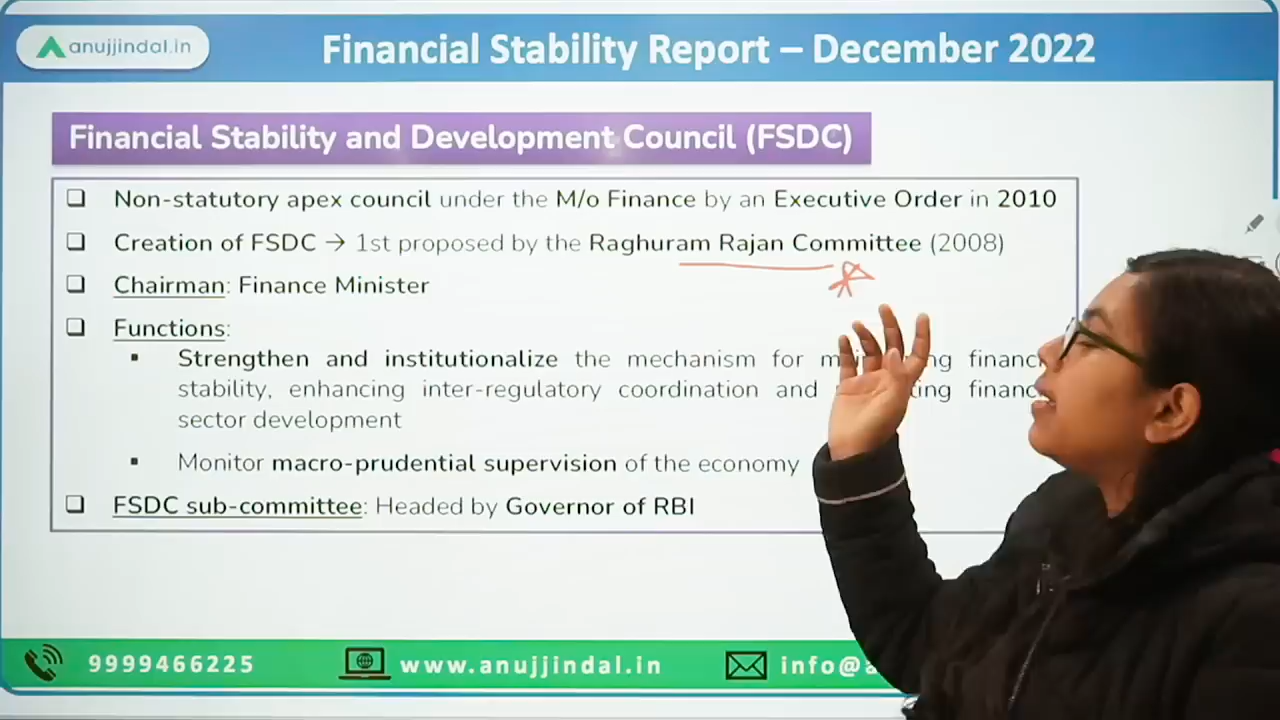 anujjindal.in
Financial Stability Report – December 2022
Financial Stability and Development Council (FSDC)
❑ Non-statutory apex council under the M/o Finance by an Executive Order in 2010
❑ Creation of FSDC → 1st proposed by the Raghuram Rajan Committee (2008)
❑ Chairman: Finance Minister
❑ Functions:
▪ Strengthen and institutionalize the mechanism for
stability, enhancing inter-regulatory coordination and
sector development
▪ Monitor macro-prudential supervision of the economy
❑ FSDC sub-committee: Headed by Governor of RBI
9999466225
www.anujjindal.in
info@a